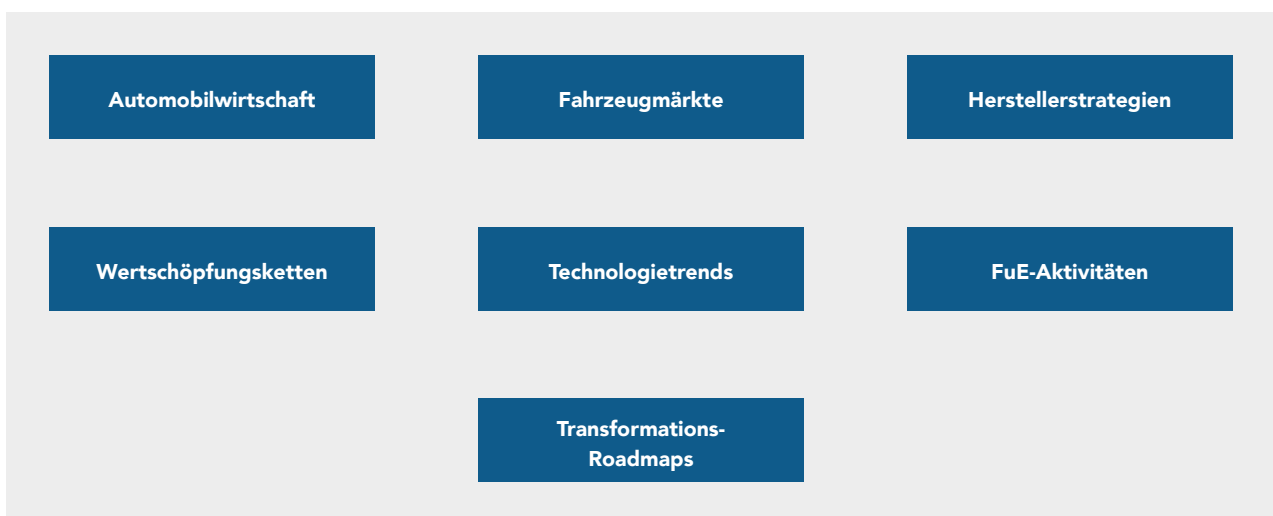 Automobilwirtschaft
Fahrzeugmärkte
Herstellerstrategien
Wertschöpfungsketten
Technologietrends
FuE-Aktivitäten
Transformations-
Roadmaps